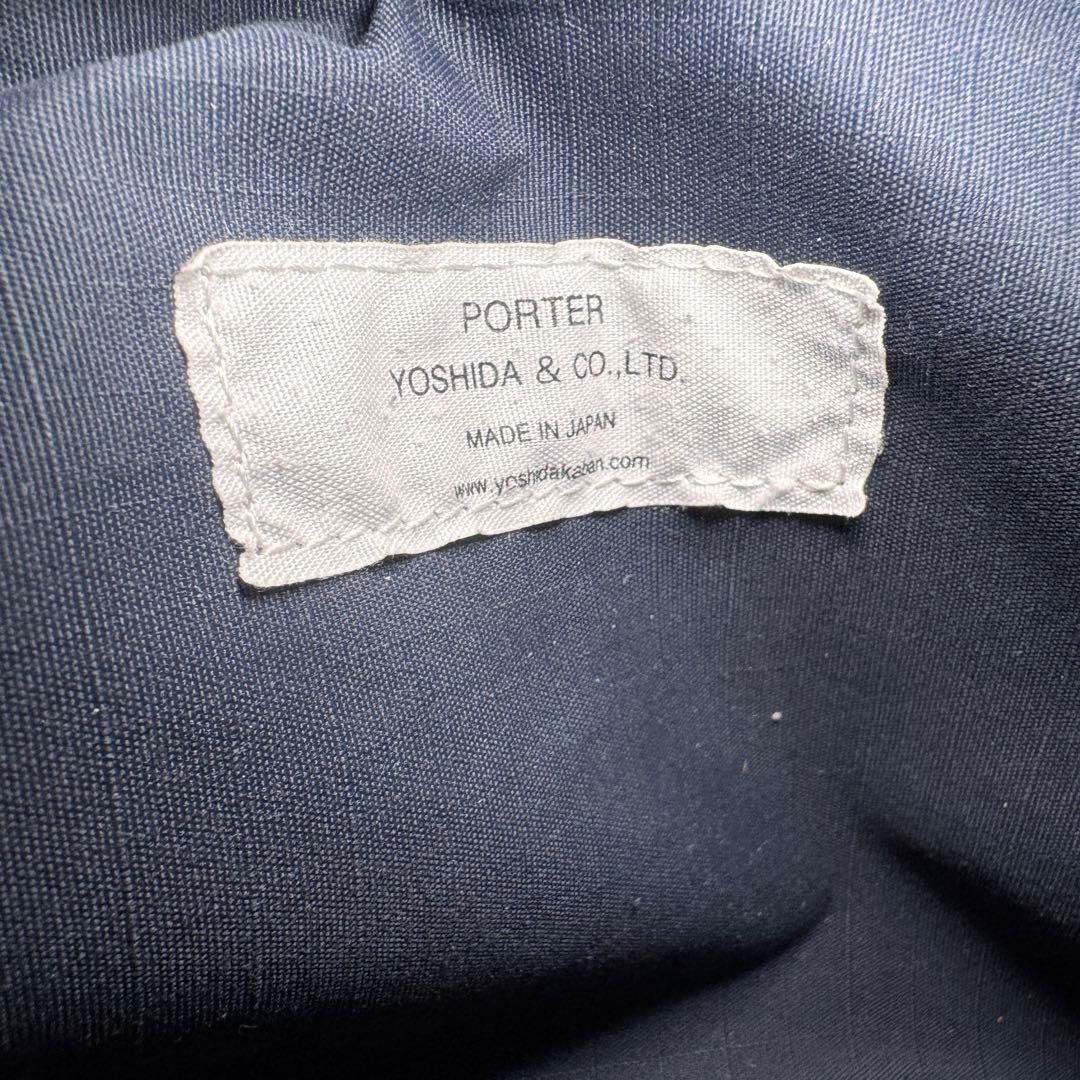 PORTER
YOSHIDA & CO.,LTD.
MADE IN JAPAN
www.yoshidakaban.com